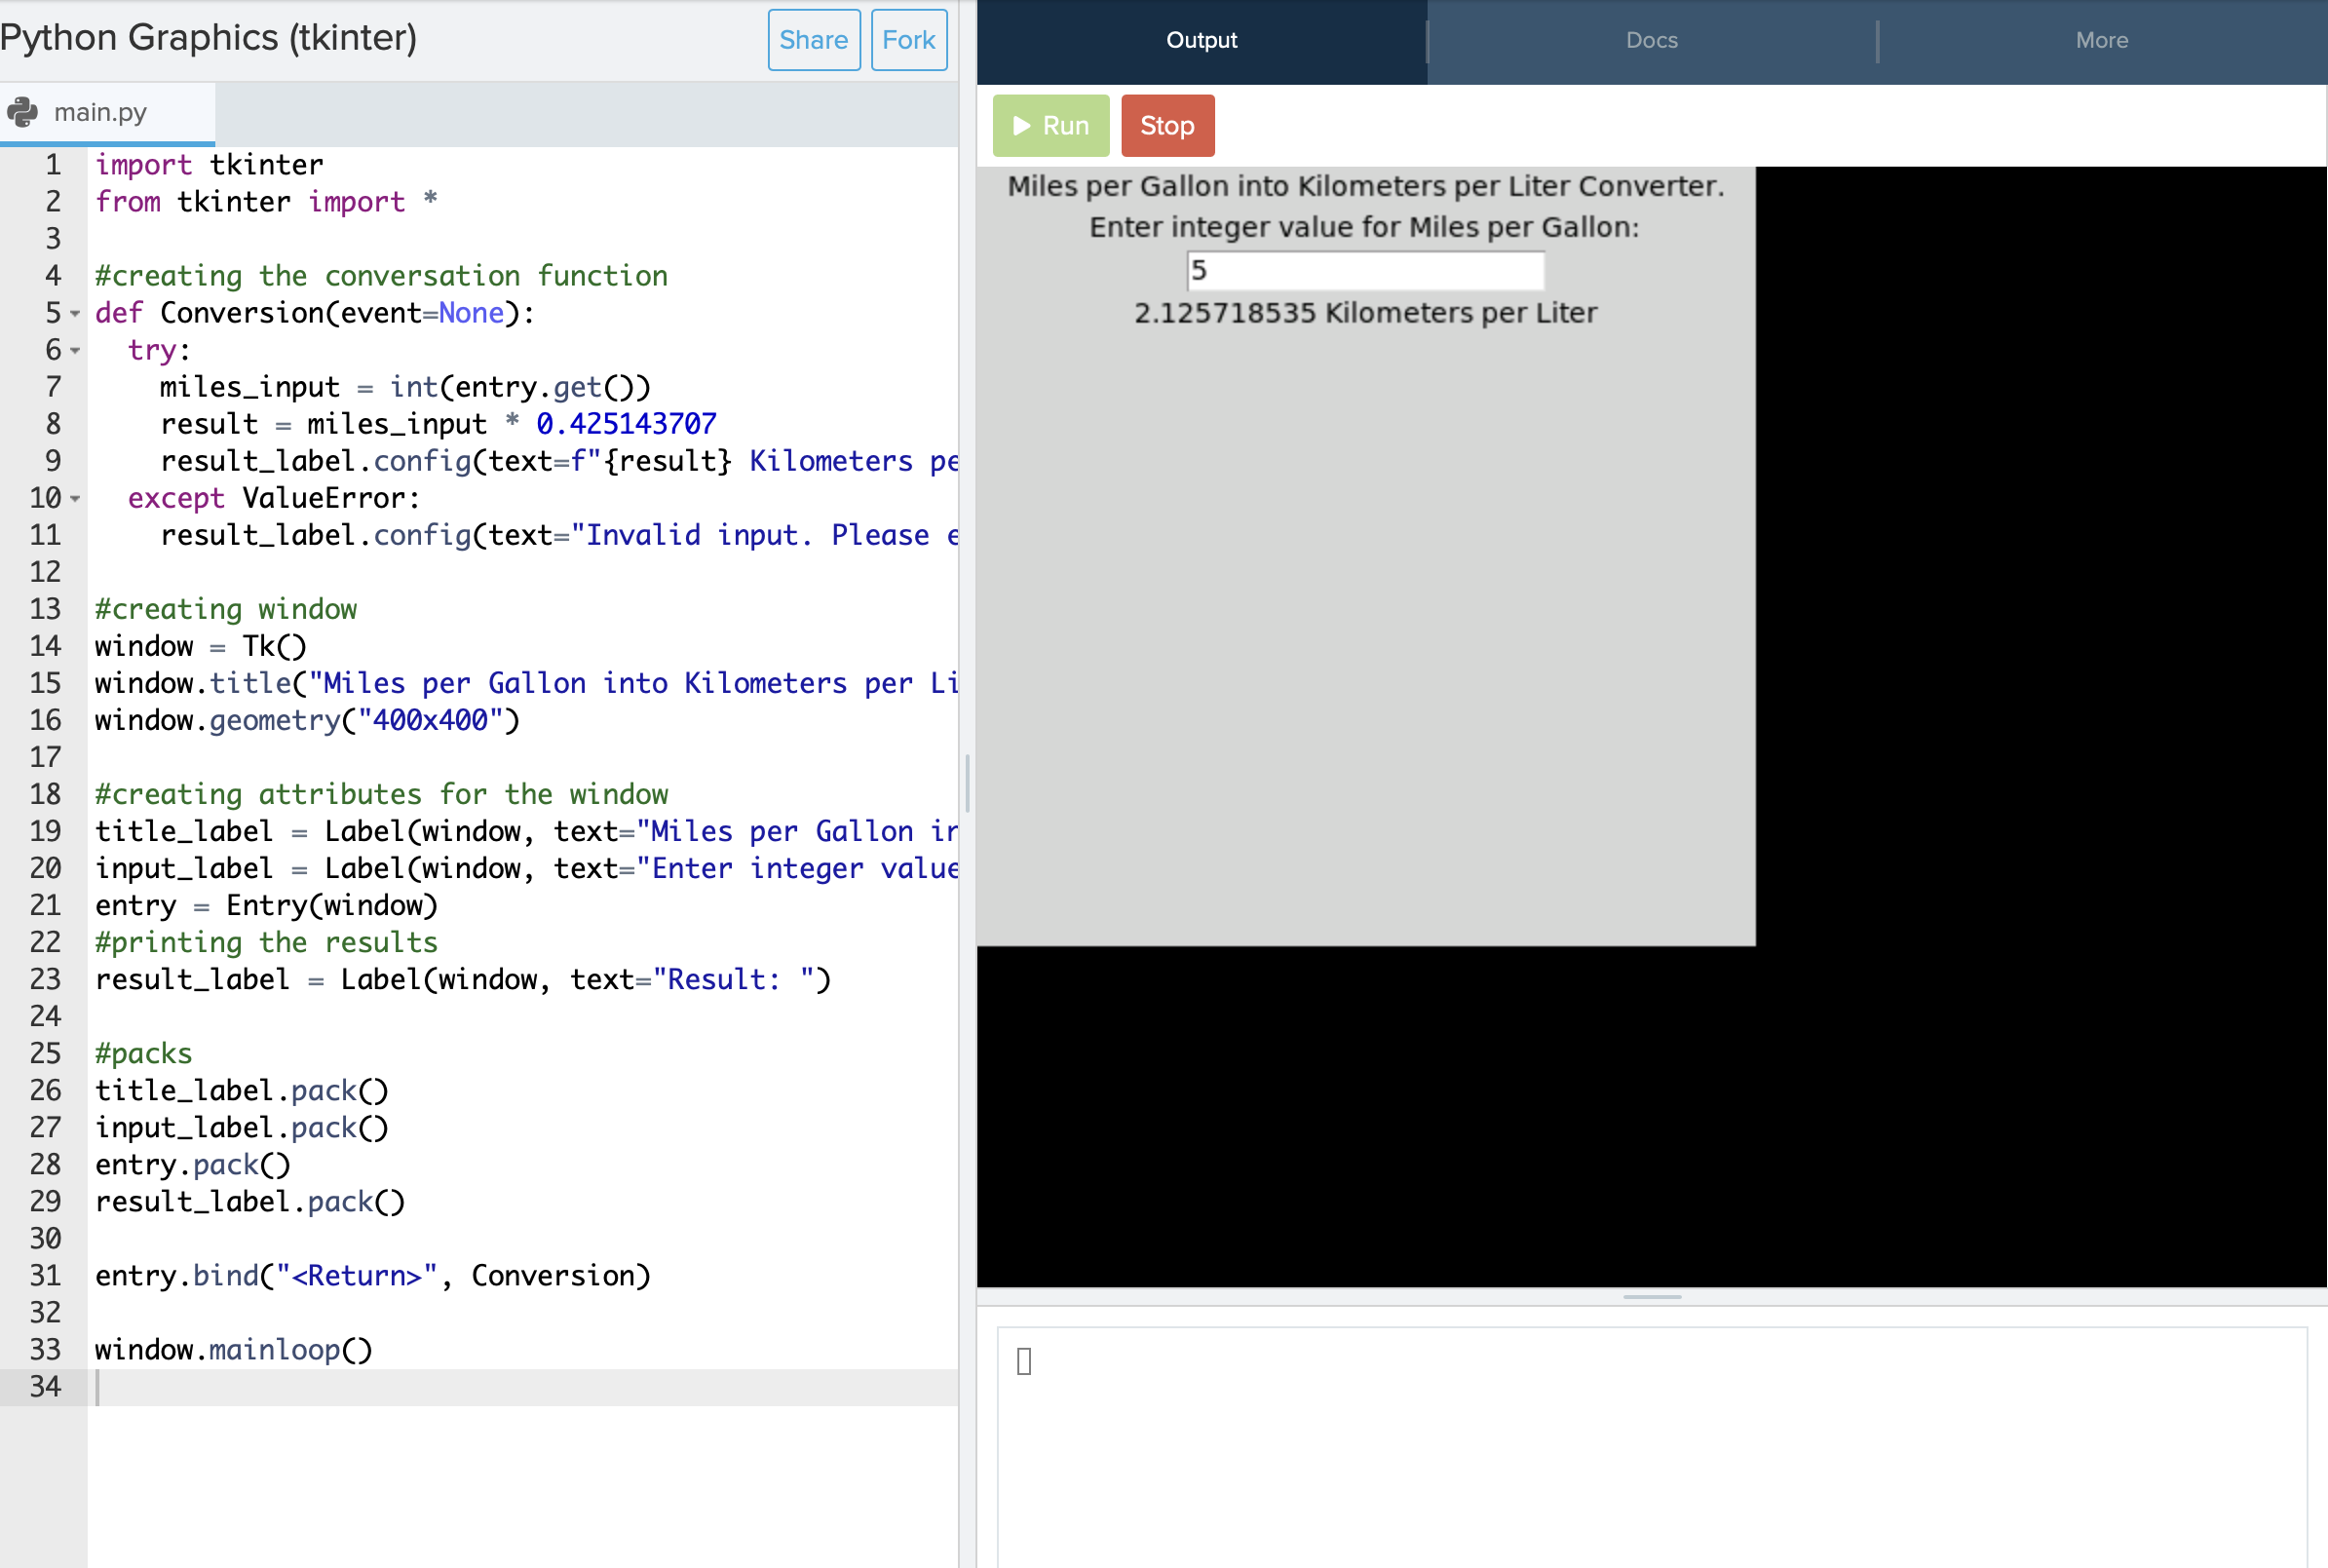 Python Graphics (tkinter)
Share
Fork
main.py
1 import tkinter
2 from tkinter import *
3
4 #creating the conversation function
5 def Conversion(event=None):
6 try:
7 miles_input = int(entry.get())
8 result = miles_input * 0.425143707
9 result_label.config(text=f"{result} Kilometers pe
10 except ValueError:
11 result_label.config(text="Invalid input. Please e
12
13 #creating window
14 window = Tk()
15 window.title("Miles per Gallon into Kilometers per Li
16 window.geometry("400x400")
17
18 #creating attributes for the window
19 title_label = Label(window, text="Miles per Gallon in
20 input_label = Label(window, text="Enter integer value
21 entry = Entry(window)
22 #printing the results
23 result_label = Label(window, text="Result: ")
24
25 #packs
26 title_label.pack()
27 input_label.pack()
28 entry.pack()
29 result_label.pack()
30
31 entry.bind("<Return>", Conversion)
32
33 window.mainloop()
34
Output
Docs
More
Run
Stop
Miles per Gallon into Kilometers per Liter Converter.
Enter integer value for Miles per Gallon:
5
2.125718535 Kilometers per Liter